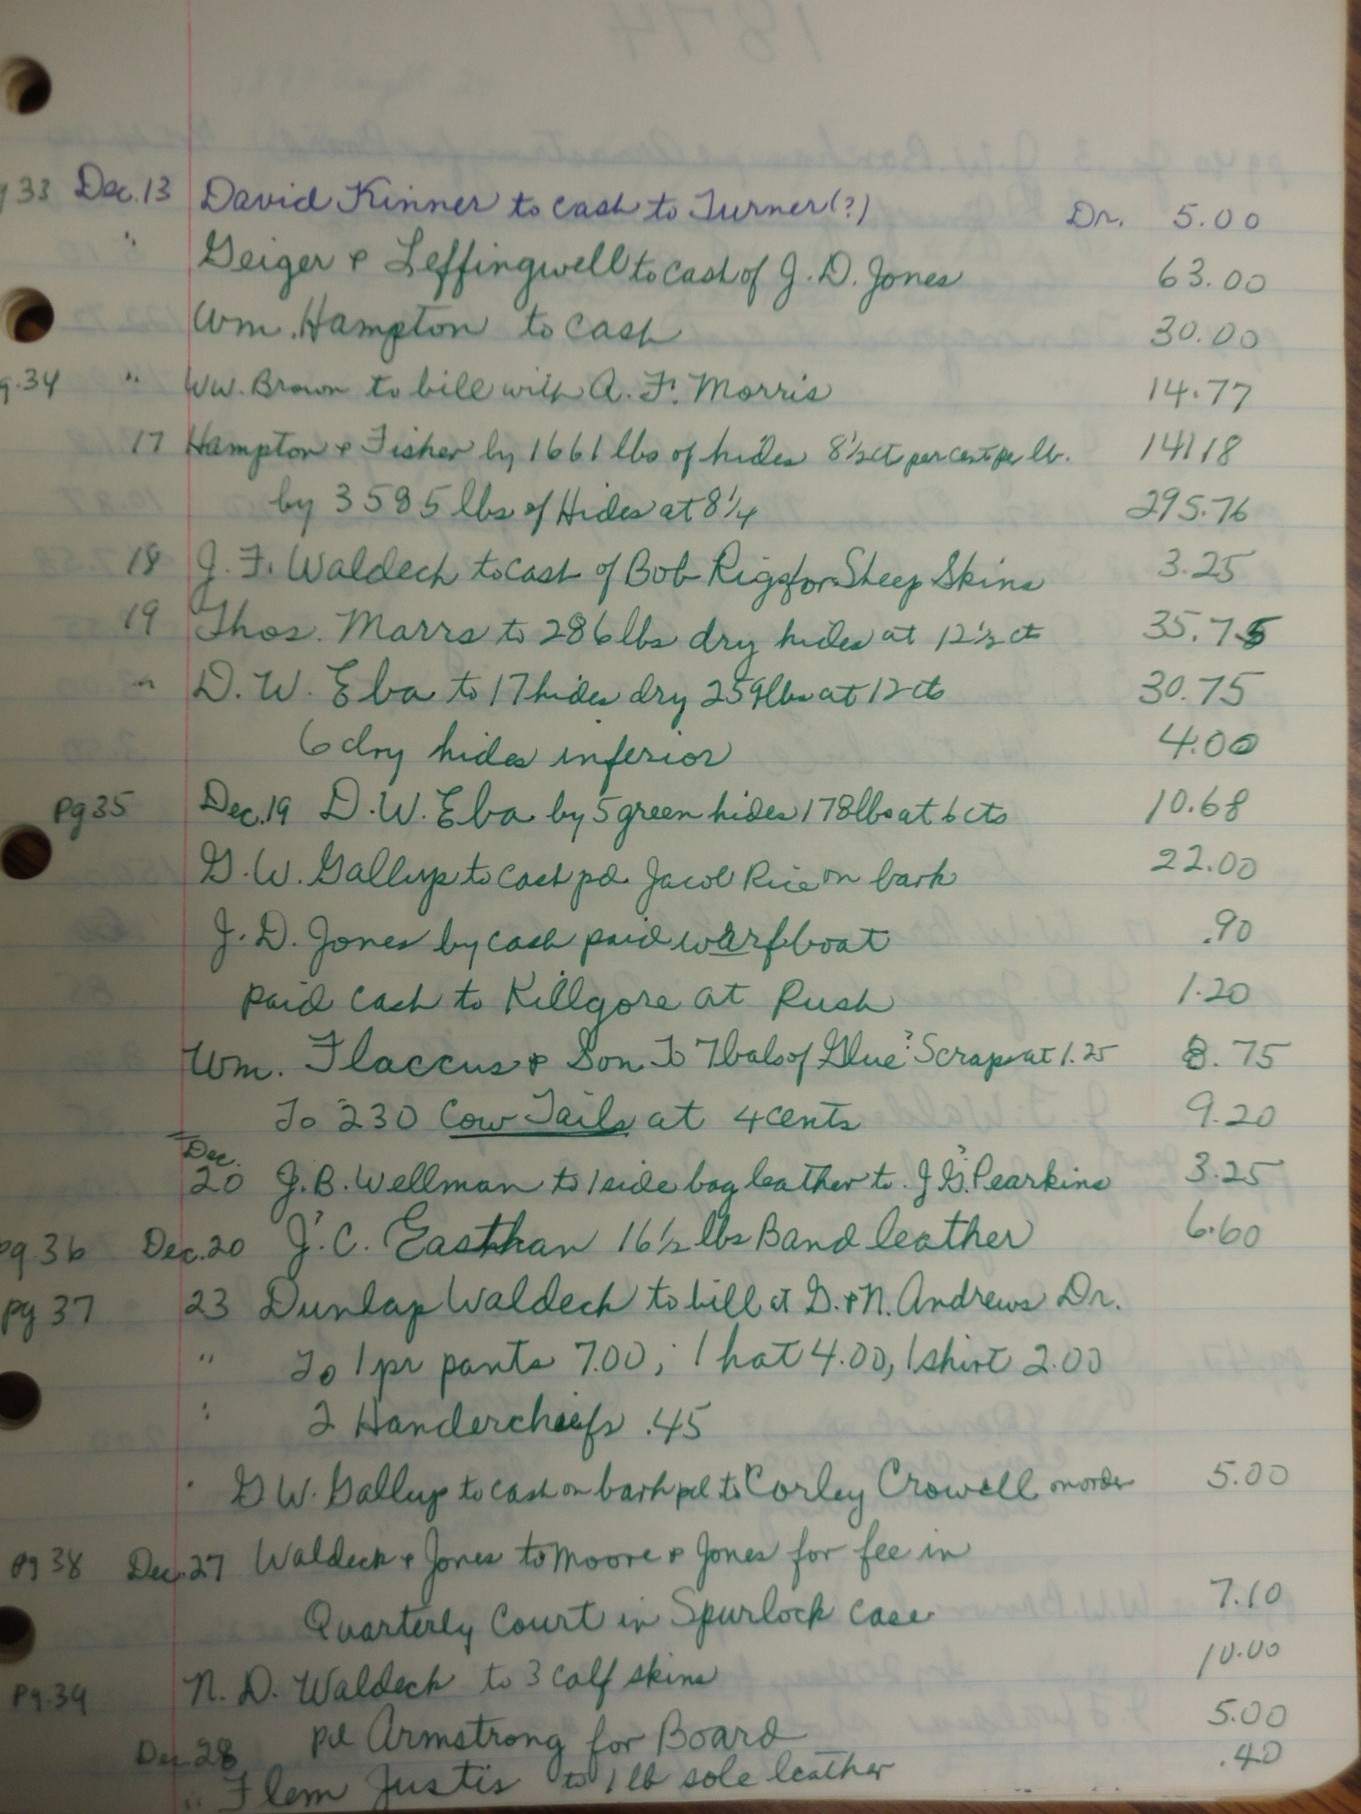 33 Dec.13 David Kinner to cash to Turner(?) Dr. 5.00
" Geiger & Leffingwell to cash of J. D. Jones 63.00
Wm. Hampton to cash 30.00
g.34 " WW. Brown to bill with A. F. Morris 14.77
17 Hampton & Fisher by 1661 lbs of hides 8½ct per cent per lb. 141 18
by 3585 lbs of Hides at 8¼ 295.76
18 J. F. Waldeck to cash of Bob Riggs for Sheep Skins 3.25
19 Thos. Marrs to 286 lbs dry hides at 12½ ct 35.75
" D. W. Eba to 17 hides dry 259 lbs at 12 cts 30.75
6 dry hides inferior 4.00
pg 35 Dec.19 D.W. Eba by 5 green hides 178 lbs at 6 cts 10.68
G.W. Gallup to cash pd. Jacob Rice on bark 22.00
J. D. Jones by cash paid warfboat .90
paid cash to Killgore at Rush 1.20
Wm. Flaccus & Son To 7 bals of Glue? Scraps at 1.25 8.75
To 230 Cow Tails at 4 cents 9.20
Dec.
20 J.B. Wellman to 1 side bag leather to J?G. Pearkins 3.25
pg.36 Dec.20 J?. C. Easthan 16½ lbs Band leather 6.60
pg 37 23 Dunlap Waldeck to bill at G. & N. Andrews Dr.
" To 1 pr pants 7.00; 1 hat 4.00, 1 shirt 2.00
" 2 Handerchiefs .45
" G W. Gallup to cash on bark pd to Corley Crowell on order 5.00
pg 38 Dec.27 Waldeck & Jones to Moore & Jones for fee in
Quarterly Court in Spurlock case 7.10
pg.39 N. D. Waldeck to 3 calf skins 10.00
pd Armstrong for Board 5.00
Dec 28
" Flem Justis to 1 lb sole leather .40